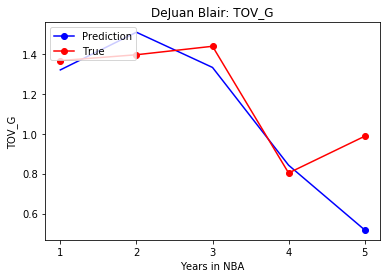 DeJuan Blair: TOV_G
Prediction
True
1.4
1.2
1.0
0.8
0.6
TOV_G
1
2
3
4
5
Years in NBA